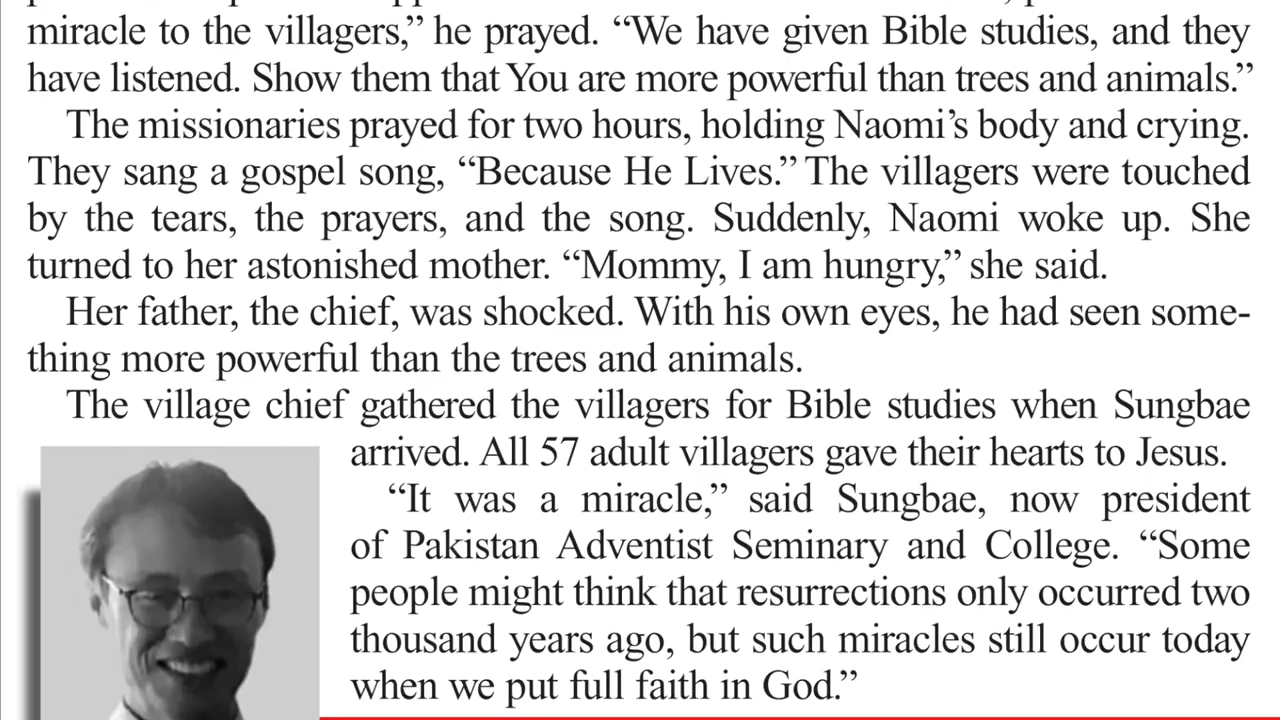 miracle to the villagers,” he prayed. “We have given Bible studies, and they
have listened. Show them that You are more powerful than trees and animals.”
The missionaries prayed for two hours, holding Naomi’s body and crying.
They sang a gospel song, “Because He Lives.” The villagers were touched
by the tears, the prayers, and the song. Suddenly, Naomi woke up. She
turned to her astonished mother. “Mommy, I am hungry,” she said.
Her father, the chief, was shocked. With his own eyes, he had seen some-
thing more powerful than the trees and animals.
The village chief gathered the villagers for Bible studies when Sungbae
arrived. All 57 adult villagers gave their hearts to Jesus.
“It was a miracle,” said Sungbae, now president
of Pakistan Adventist Seminary and College. “Some
people might think that resurrections only occurred two
thousand years ago, but such miracles still occur today
when we put full faith in God.”